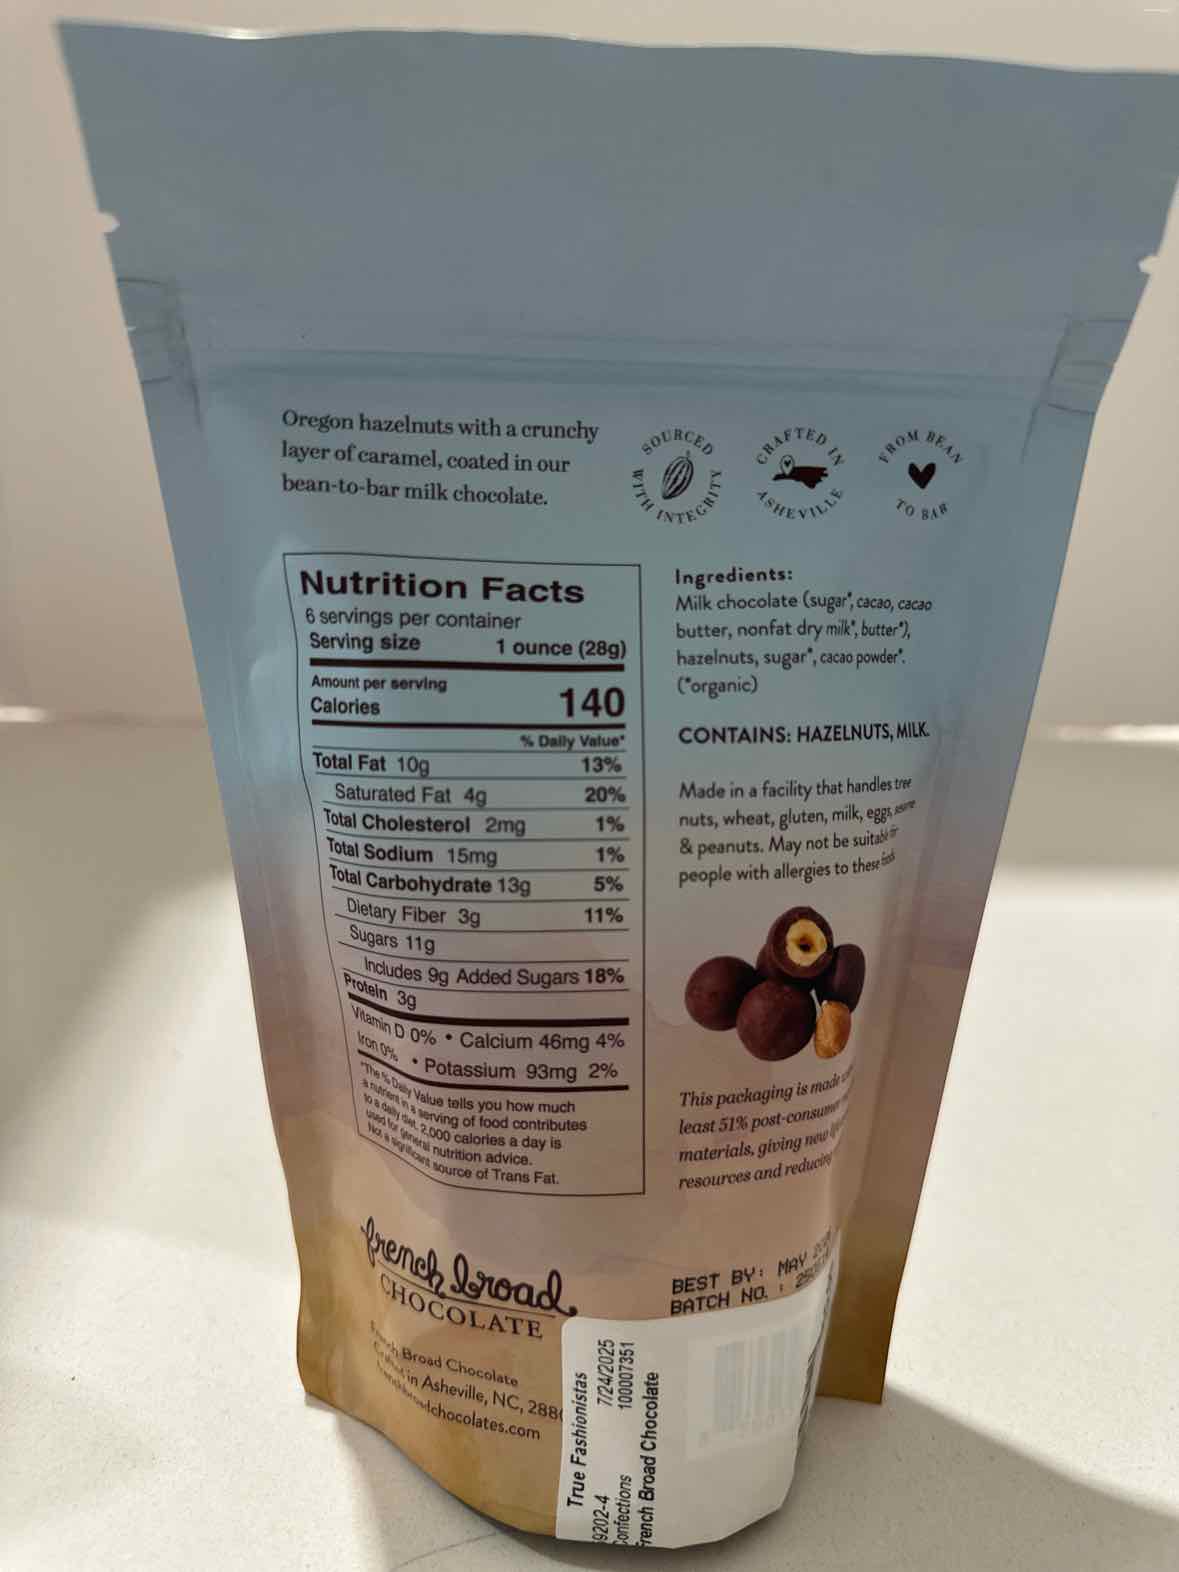 Oregon hazelnuts with a crunchy
layer of caramel, coated in our
bean-to-bar milk chocolate.
SOURCED WITH INTEGRITY
CRAFTED IN ASHEVILLE
FROM BEAN TO BAR
Nutrition Facts
6 servings per container
Serving size 1 ounce (28g)
Amount per serving
Calories 140
% Daily Value*
Total Fat 10g 13%
Saturated Fat 4g 20%
Total Cholesterol 2mg 1%
Total Sodium 15mg 1%
Total Carbohydrate 13g 5%
Dietary Fiber 3g 11%
Sugars 11g
Includes 9g Added Sugars 18%
Protein 3g
Vitamin D 0% • Calcium 46mg 4%
Iron 0% • Potassium 93mg 2%
*The % Daily Value tells you how much
a nutrient in a serving of food contributes
to a daily diet. 2,000 calories a day is
used for general nutrition advice.
Not a significant source of Trans Fat.
Ingredients:
Milk chocolate (sugar*, cacao, cacao
butter, nonfat dry milk*, butter*),
hazelnuts, sugar*, cacao powder*.
(*organic)
CONTAINS: HAZELNUTS, MILK.
Made in a facility that handles tree
nuts, wheat, gluten, milk, eggs, sesame
& peanuts. May not be suitable for
people with allergies to these foods
This packaging is made
least 51% post-consumer
materials, giving new
resources and reducing
french broad
CHOCOLATE
French Broad Chocolate
Crafted in Asheville, NC, 288
frenchbroadchocolates.com
BEST BY: MAY
BATCH NO. :
True Fashionistas
9202-4 7/24/2025
Confections 100007351
French Broad Chocolate